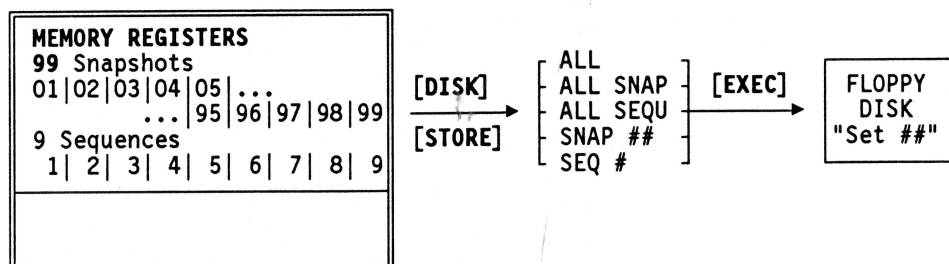 MEMORY REGISTERS
99 Snapshots
01|02|03|04|05|...
...|95|96|97|98|99
9 Sequences
1| 2| 3| 4| 5| 6| 7| 8| 9
[DISK]
[STORE]
ALL
ALL SNAP
ALL SEQU
SNAP ##
SEQ #
[EXEC]
FLOPPY
DISK
"Set ##"